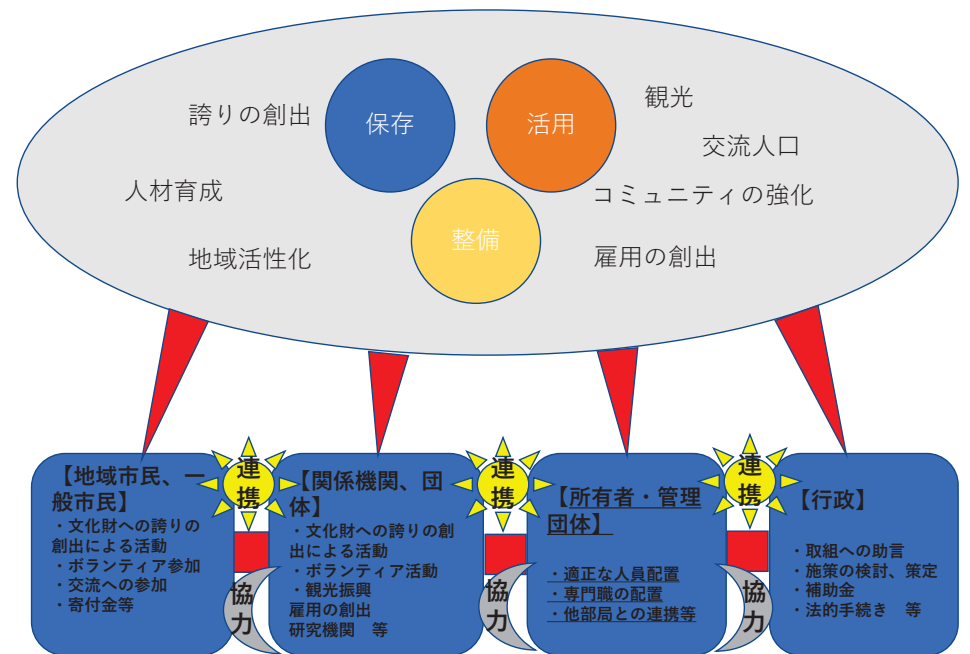 誇りの創出
人材育成
地域活性化
保存
活用
整備
観光
交流人口
コミュニティの強化
雇用の創出
【地域市民、一
般市民】
・文化財への誇りの
創出による活動
・ボランティア参加
・交流への参加
・寄付金等
連
携
協
力
【関係機関、団
体】
・文化財への誇りの創
出による活動
・ボランティア活動
・観光振興
雇用の創出
研究機関　等
連
携
協
力
【所有者・管理
団体】
・適正な人員配置
・専門職の配置
・他部局との連携等
連
携
協
力
【行政】
・取組への助言
・施策の検討、策定
・補助金
・法的手続き　等